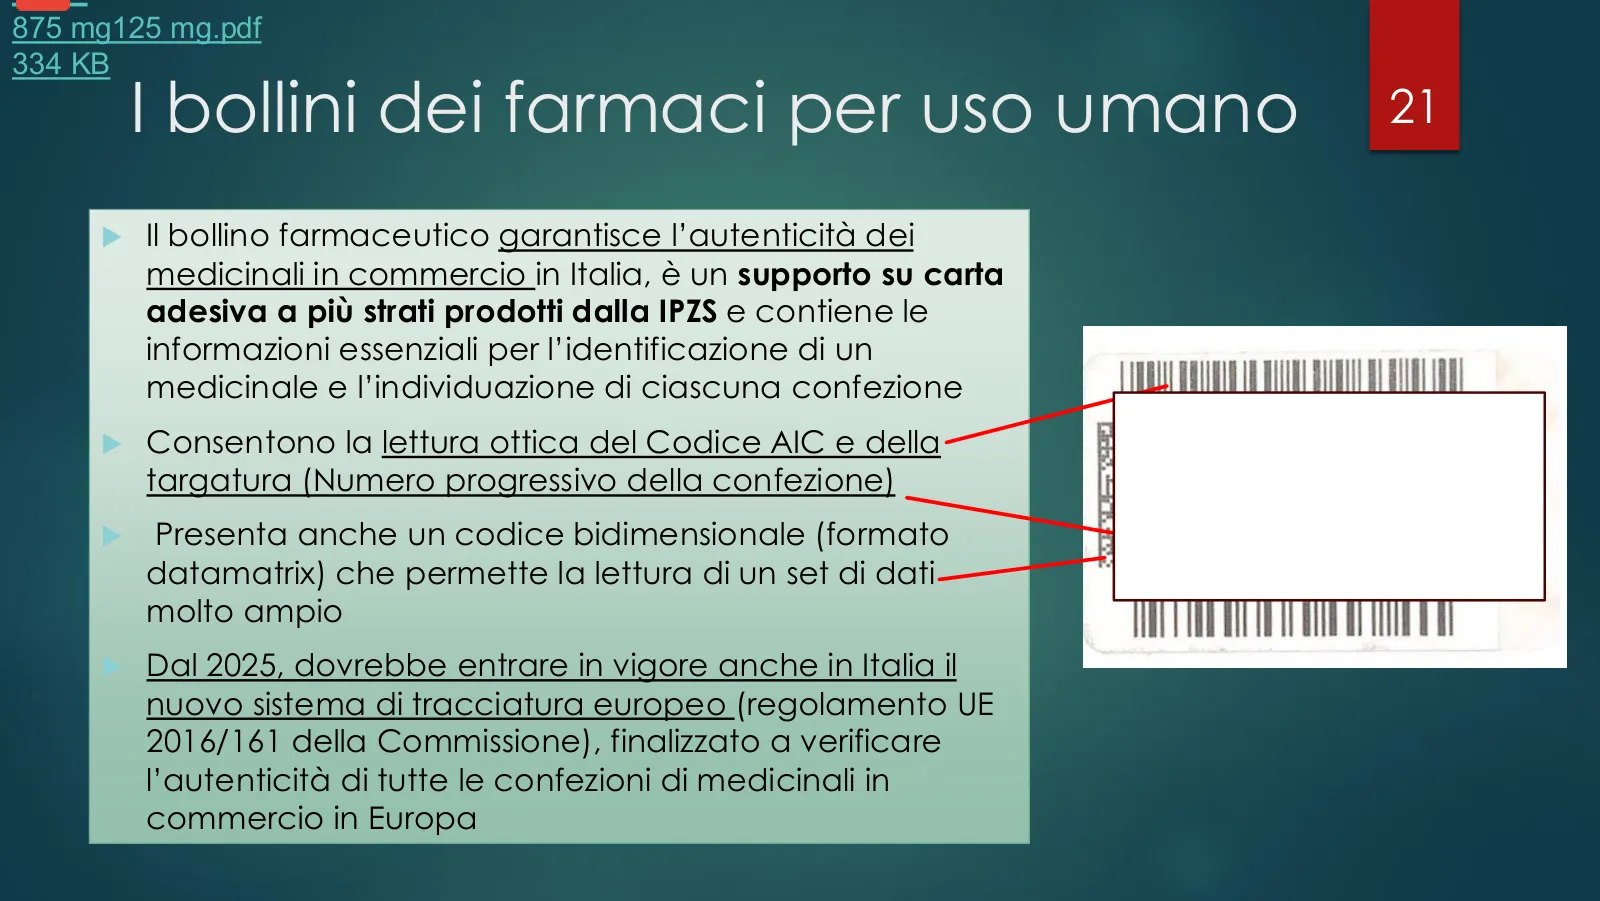 875 mg125 mg.pdf
334 KB
I bollini dei farmaci per uso umano
21
Il bollino farmaceutico garantisce l’autenticità dei
medicinali in commercio in Italia, è un supporto su carta
adesiva a più strati prodotti dalla IPZS e contiene le
informazioni essenziali per l’identificazione di un
medicinale e l’individuazione di ciascuna confezione
Consentono la lettura ottica del Codice AIC e della
targatura (Numero progressivo della confezione)
Presenta anche un codice bidimensionale (formato
datamatrix) che permette la lettura di un set di dati
molto ampio
Dal 2025, dovrebbe entrare in vigore anche in Italia il
nuovo sistema di tracciatura europeo (regolamento UE
2016/161 della Commissione), finalizzato a verificare
l’autenticità di tutte le confezioni di medicinali in
commercio in Europa